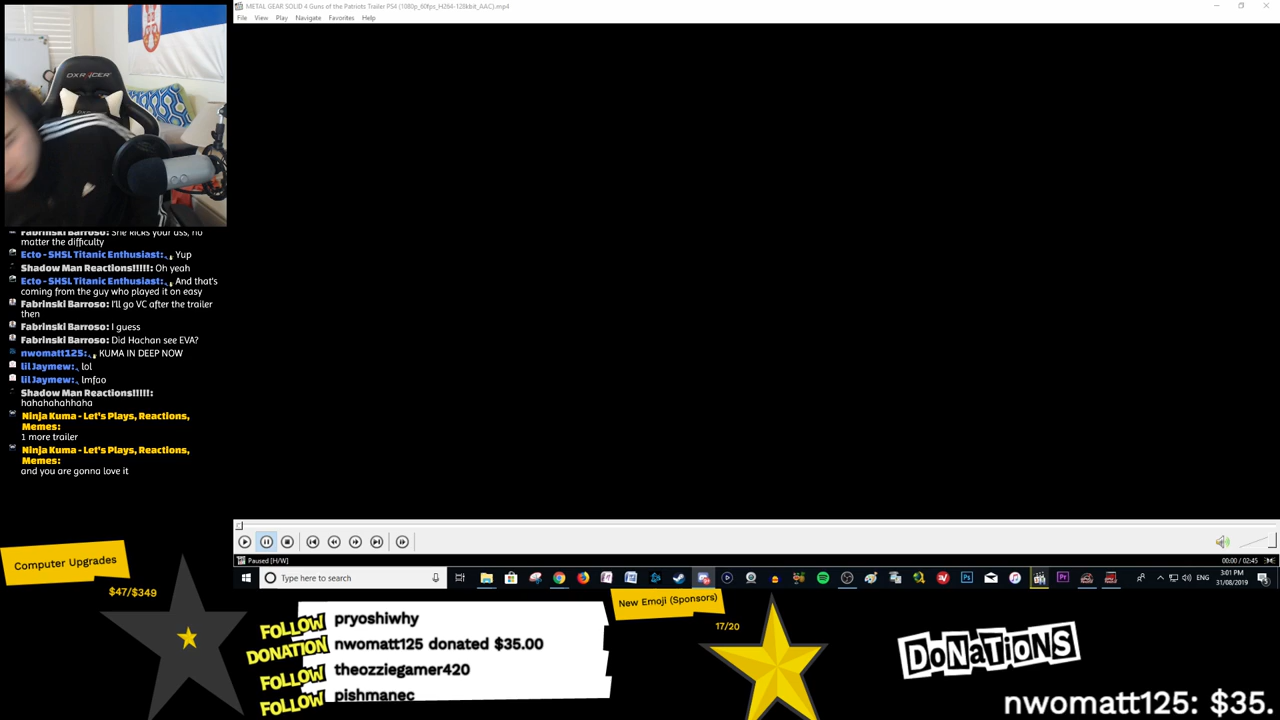 METAL GEAR SOLID 4 Guns of the Patriots Trailer PS4 (1080p_60fps_H264-128kbit_AAC).mp4
File View Play Navigate Favorites Help
DXRACER
Fabrinski Barroso: She kicks your ass, no
matter the difficulty
Ecto - SHSL Titanic Enthusiast: Yup
Shadow Man Reactions!!!!!: Oh yeah
Ecto - SHSL Titanic Enthusiast: And that's
coming from the guy who played it on easy
Fabrinski Barroso: I'll go VC after the trailer
then
Fabrinski Barroso: I guess
Fabrinski Barroso: Did Hachan see EVA?
nwomatt125: KUMA IN DEEP NOW
lil Jaymew: lol
lil Jaymew: lmfao
Shadow Man Reactions!!!!!:
hahahahahhaha
Ninja Kuma - Let's Plays, Reactions,
Memes:
1 more trailer
Ninja Kuma - Let's Plays, Reactions,
Memes:
and you are gonna love it
Paused [H/W]
00:00 / 02:45
Type here to search
ENG
3:01 PM
31/08/2019
Computer Upgrades
$47/$349
FOLLOW pryoshiwhy
DONATION nwomatt125 donated $35.00
FOLLOW theozziegamer420
FOLLOW pishmanec
New Emoji (Sponsors)
17/20
DONATIONS
nwomatt125: $35.